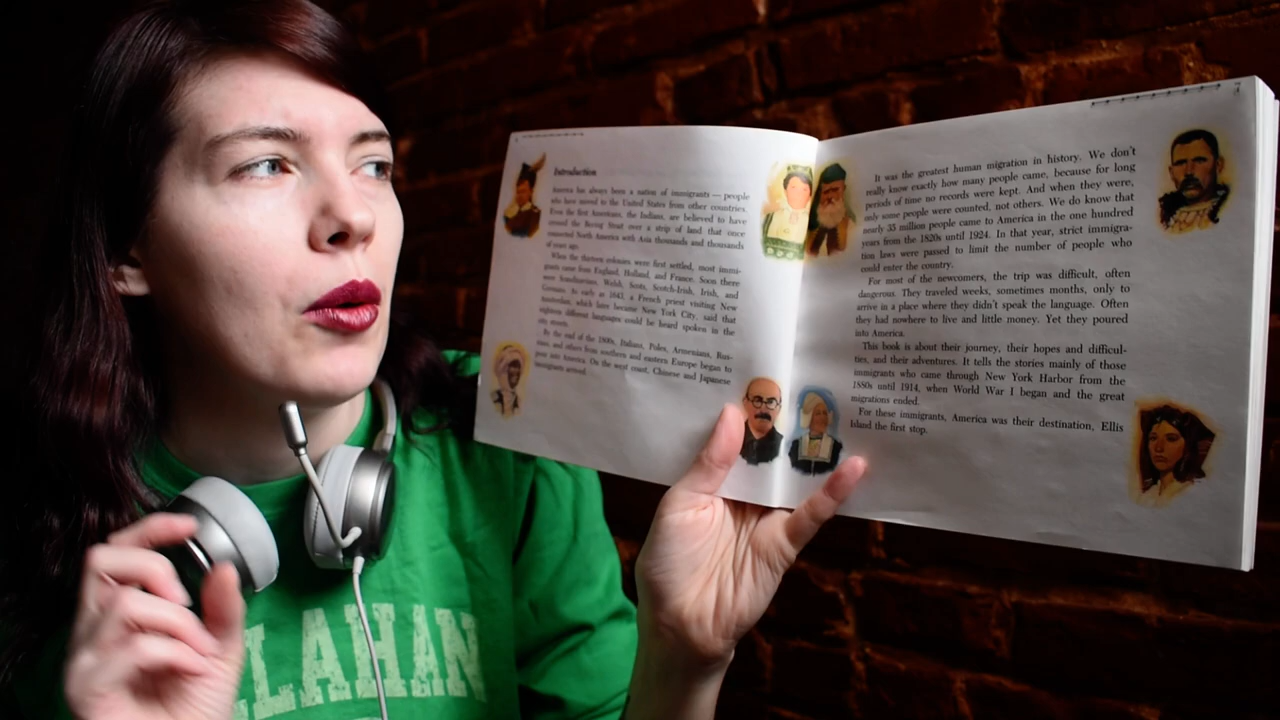 Introduction
America has always been a nation of immigrants — people
who have moved to the United States from other countries.
Even the first Americans, the Indians, are believed to have
crossed the Bering Strait over a strip of land that once
connected North America with Asia thousands and thousands
of years ago.
When the thirteen colonies were first settled, most immi-
grants came from England, Holland, and France. Soon there
were Scandinavians, Welsh, Scots, Scotch-Irish, Irish, and
Germans. As early as 1643, a French priest visiting New
Amsterdam, which later became New York City, said that
eighteen different languages could be heard spoken in the
city streets.
By the end of the 1800s, Italians, Poles, Armenians, Rus-
sians, and others from southern and eastern Europe began to
pour into America. On the west coast, Chinese and Japanese
immigrants arrived.
It was the greatest human migration in history. We don't
really know exactly how many people came, because for long
periods of time no records were kept. And when they were,
only some people were counted, not others. We do know that
nearly 35 million people came to America in the one hundred
years from the 1820s until 1924. In that year, strict immigra-
tion laws were passed to limit the number of people who
could enter the country.
For most of the newcomers, the trip was difficult, often
dangerous. They traveled weeks, sometimes months, only to
arrive in a place where they didn't speak the language. Often
they had nowhere to live and little money. Yet they poured
into America.
This book is about their journey, their hopes and difficul-
ties, and their adventures. It tells the stories mainly of those
immigrants who came through New York Harbor from the
1880s until 1914, when World War I began and the great
migrations ended.
For these immigrants, America was their destination, Ellis
Island the first stop.
LLAHAN